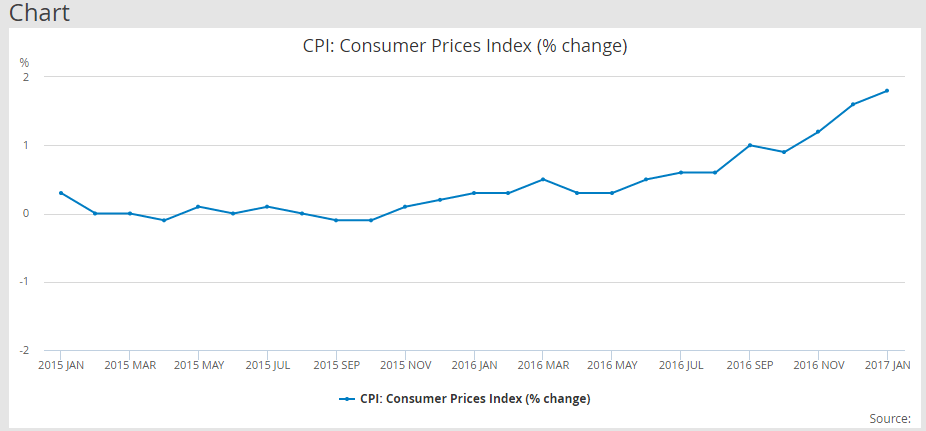 Chart
CPI: Consumer Prices Index (% change)
%
2
1
0
-1
-2
2015 JAN 2015 MAR 2015 MAY 2015 JUL 2015 SEP 2015 NOV 2016 JAN 2016 MAR 2016 MAY 2016 JUL 2016 SEP 2016 NOV 2017 JAN
CPI: Consumer Prices Index (% change)
Source: